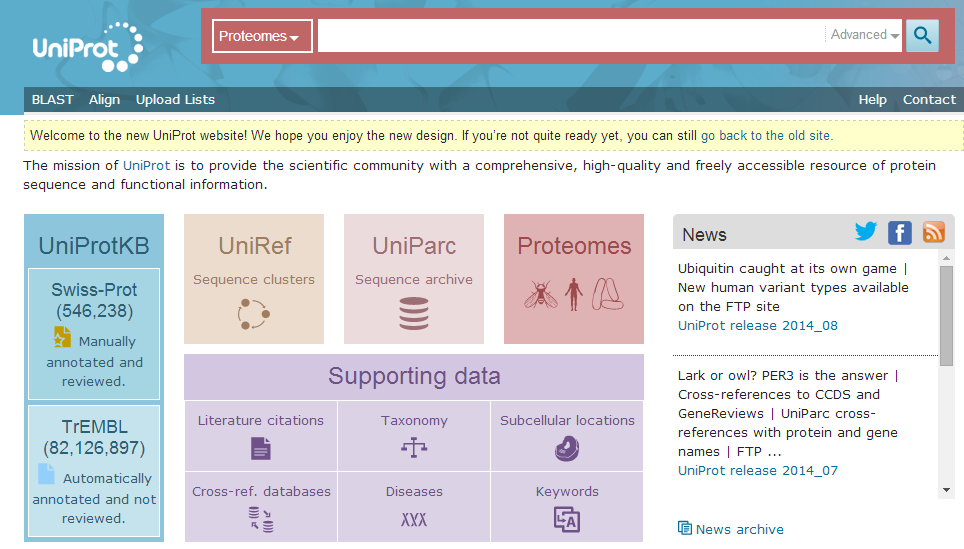 UniProt
Proteomes
Advanced
BLAST Align Upload Lists
Help Contact
Welcome to the new UniProt website! We hope you enjoy the new design. If you're not quite ready yet, you can still go back to the old site.
The mission of UniProt is to provide the scientific community with a comprehensive, high-quality and freely accessible resource of protein
sequence and functional information.
UniProtKB
Swiss-Prot
(546,238)
Manually
annotated and
reviewed.
TrEMBL
(82,126,897)
Automatically
annotated and not
reviewed.
UniRef
Sequence clusters
UniParc
Sequence archive
Proteomes
Supporting data
Literature citations
Taxonomy
Subcellular locations
Cross-ref. databases
Diseases
Keywords
News
Ubiquitin caught at its own game |
New human variant types available
on the FTP site
UniProt release 2014_08
Lark or owl? PER3 is the answer |
Cross-references to CCDS and
GeneReviews | UniParc cross-
references with protein and gene
names | FTP ...
UniProt release 2014_07
News archive